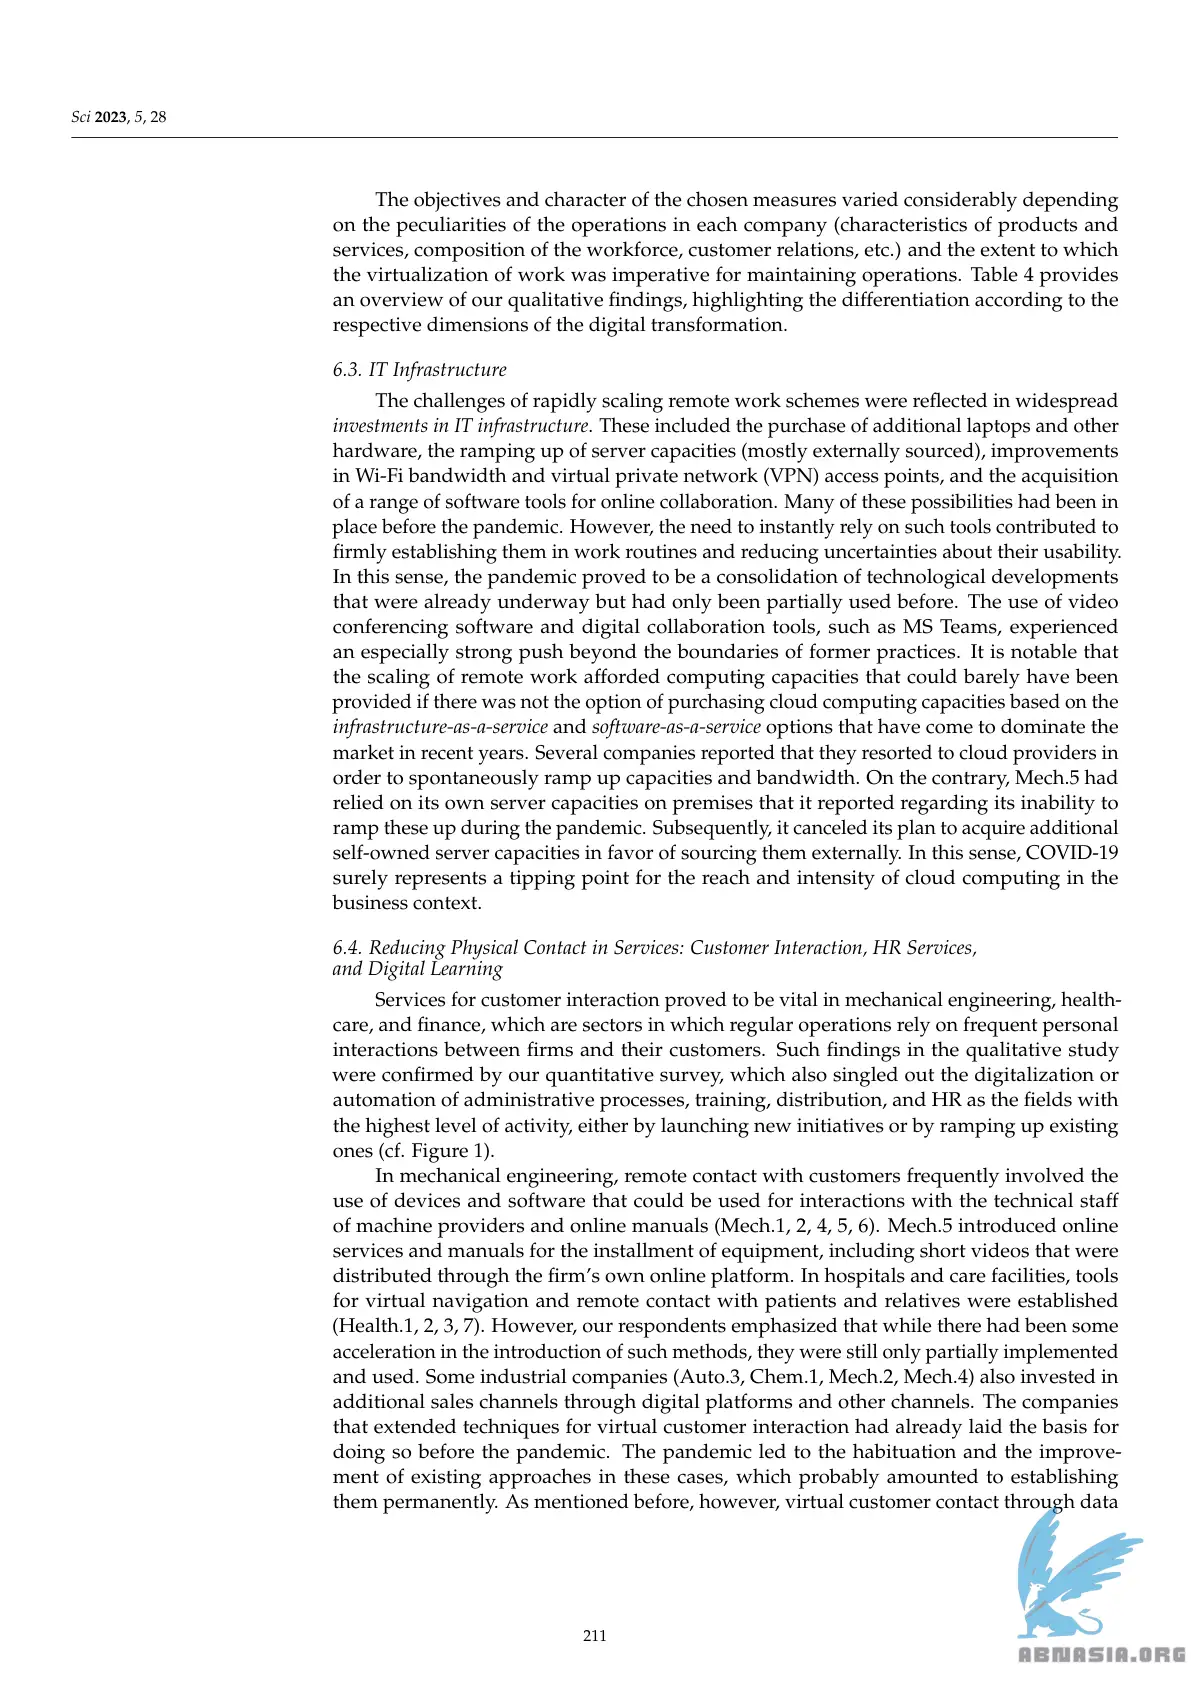 Sci 2023, 5, 28
The objectives and character of the chosen measures varied considerably depending
on the peculiarities of the operations in each company (characteristics of products and
services, composition of the workforce, customer relations, etc.) and the extent to which
the virtualization of work was imperative for maintaining operations. Table 4 provides
an overview of our qualitative findings, highlighting the differentiation according to the
respective dimensions of the digital transformation.
6.3. IT Infrastructure
The challenges of rapidly scaling remote work schemes were reflected in widespread
investments in IT infrastructure. These included the purchase of additional laptops and other
hardware, the ramping up of server capacities (mostly externally sourced), improvements
in Wi-Fi bandwidth and virtual private network (VPN) access points, and the acquisition
of a range of software tools for online collaboration. Many of these possibilities had been in
place before the pandemic. However, the need to instantly rely on such tools contributed to
firmly establishing them in work routines and reducing uncertainties about their usability.
In this sense, the pandemic proved to be a consolidation of technological developments
that were already underway but had only been partially used before. The use of video
conferencing software and digital collaboration tools, such as MS Teams, experienced
an especially strong push beyond the boundaries of former practices. It is notable that
the scaling of remote work afforded computing capacities that could barely have been
provided if there was not the option of purchasing cloud computing capacities based on the
infrastructure-as-a-service and software-as-a-service options that have come to dominate the
market in recent years. Several companies reported that they resorted to cloud providers in
order to spontaneously ramp up capacities and bandwidth. On the contrary, Mech.5 had
relied on its own server capacities on premises that it reported regarding its inability to
ramp these up during the pandemic. Subsequently, it canceled its plan to acquire additional
self-owned server capacities in favor of sourcing them externally. In this sense, COVID-19
surely represents a tipping point for the reach and intensity of cloud computing in the
business context.
6.4. Reducing Physical Contact in Services: Customer Interaction, HR Services,
and Digital Learning
Services for customer interaction proved to be vital in mechanical engineering, health-
care, and finance, which are sectors in which regular operations rely on frequent personal
interactions between firms and their customers. Such findings in the qualitative study
were confirmed by our quantitative survey, which also singled out the digitalization or
automation of administrative processes, training, distribution, and HR as the fields with
the highest level of activity, either by launching new initiatives or by ramping up existing
ones (cf. Figure 1).
In mechanical engineering, remote contact with customers frequently involved the
use of devices and software that could be used for interactions with the technical staff
of machine providers and online manuals (Mech.1, 2, 4, 5, 6). Mech.5 introduced online
services and manuals for the installment of equipment, including short videos that were
distributed through the firm's own online platform. In hospitals and care facilities, tools
for virtual navigation and remote contact with patients and relatives were established
(Health.1, 2, 3, 7). However, our respondents emphasized that while there had been some
acceleration in the introduction of such methods, they were still only partially implemented
and used. Some industrial companies (Auto.3, Chem.1, Mech.2, Mech.4) also invested in
additional sales channels through digital platforms and other channels. The companies
that extended techniques for virtual customer interaction had already laid the basis for
doing so before the pandemic. The pandemic led to the habituation and the improve-
ment of existing approaches in these cases, which probably amounted to establishing
them permanently. As mentioned before, however, virtual customer contact through data
211
ABNASIA.ORG